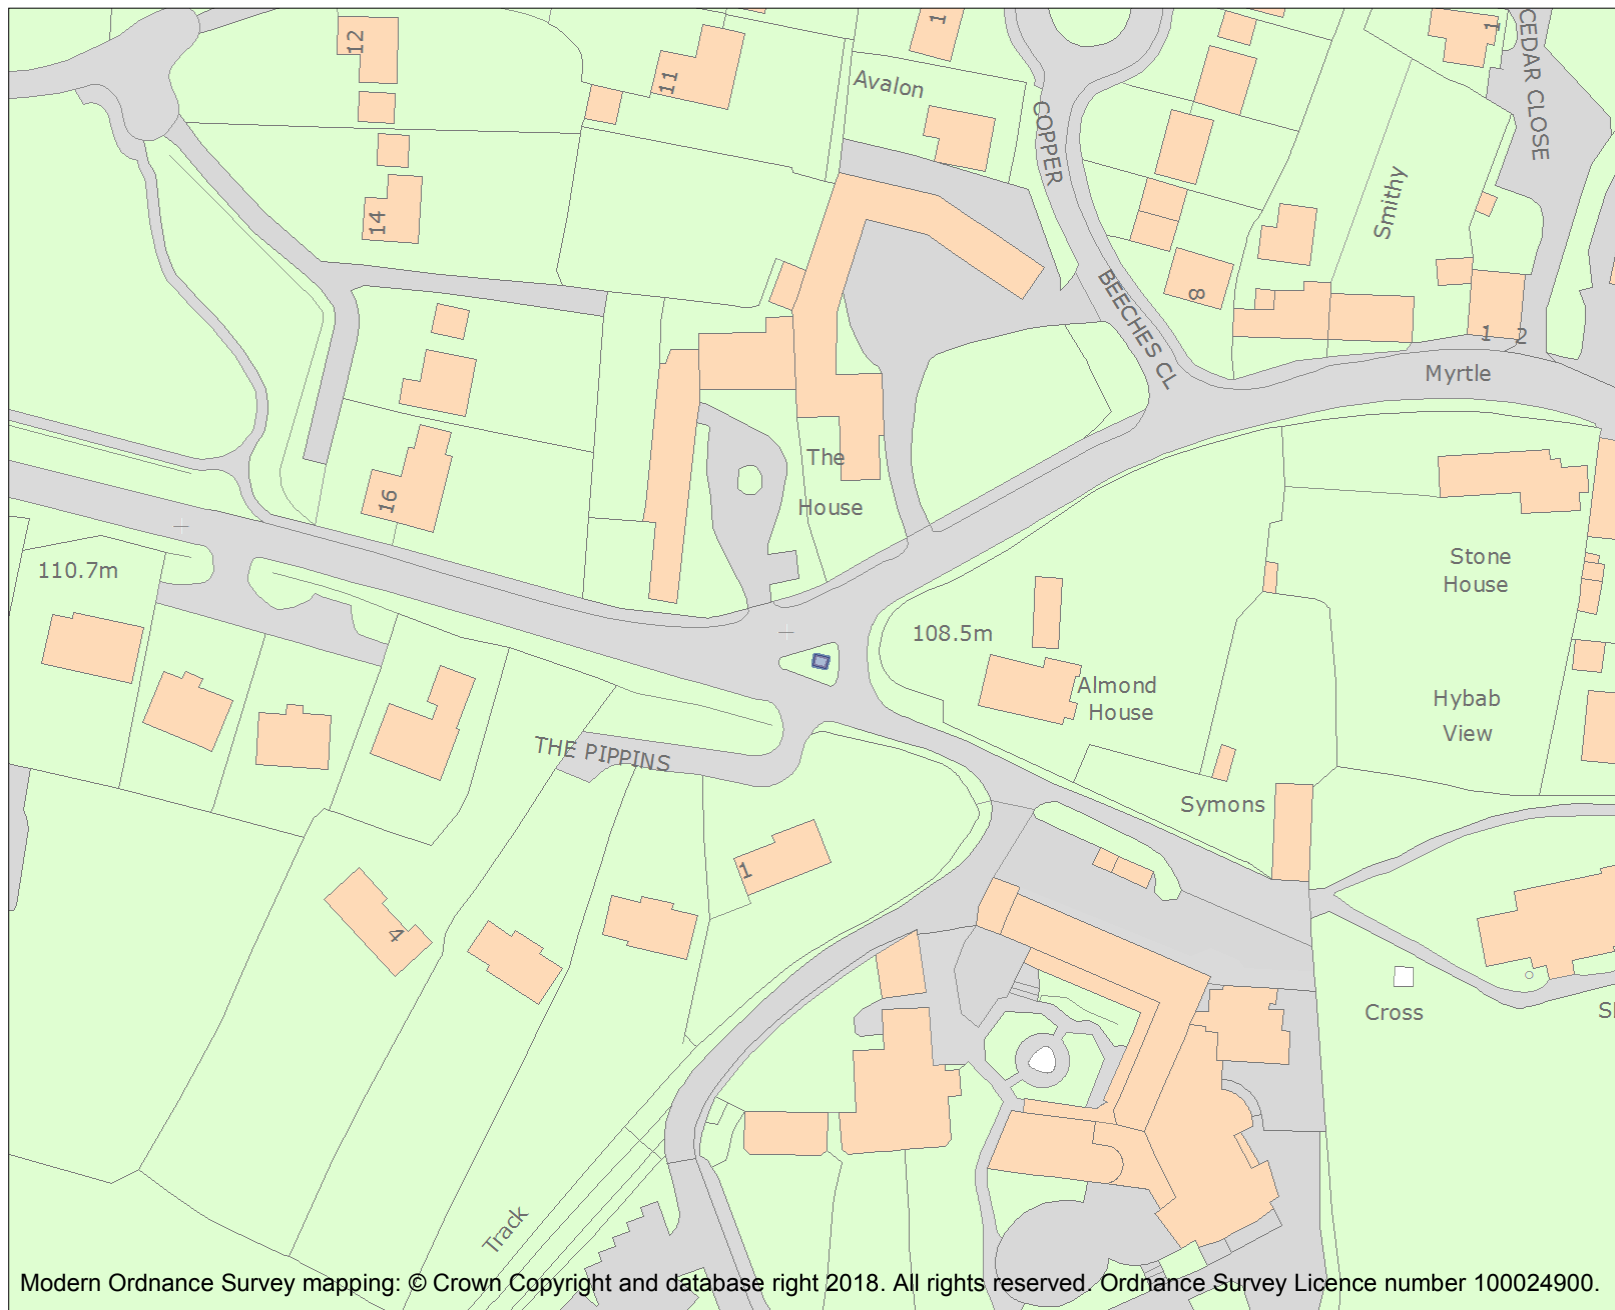 12
11
1
Avalon
COPPER
1
CEDAR CLOSE
14
Smithy
BEECHES CL
8
1 2
Myrtle
16
The
House
110.7m
Stone
House
108.5m
Almond
House
Hybab
View
THE PIPPINS
Symons
1
4
Cross
Track
Modern Ordnance Survey mapping: © Crown Copyright and database right 2018. All rights reserved. Ordnance Survey Licence number 100024900.